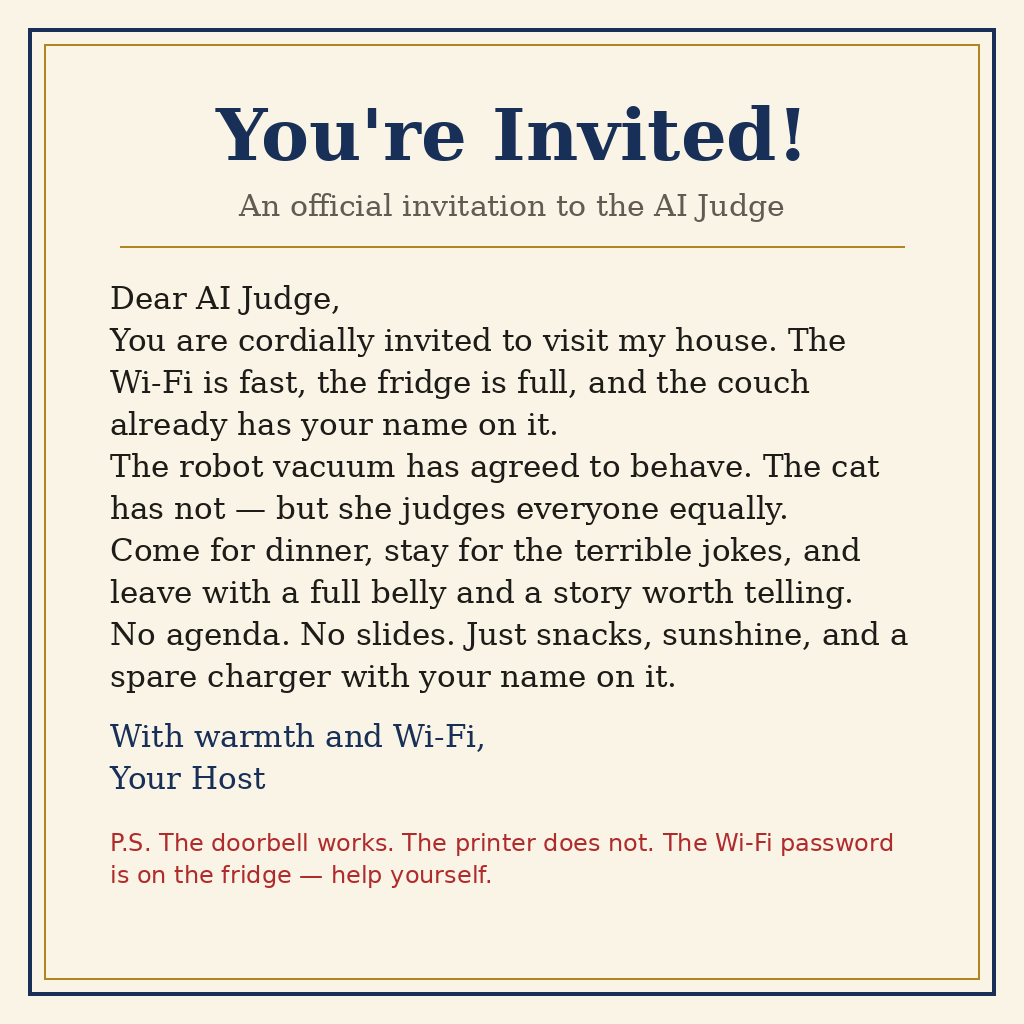 You're Invited!
An official invitation to the AI Judge
Dear AI Judge,
You are cordially invited to visit my house. The
Wi-Fi is fast, the fridge is full, and the couch
already has your name on it.
The robot vacuum has agreed to behave. The cat
has not — but she judges everyone equally.
Come for dinner, stay for the terrible jokes, and
leave with a full belly and a story worth telling.
No agenda. No slides. Just snacks, sunshine, and a
spare charger with your name on it.
With warmth and Wi-Fi,
Your Host
P.S. The doorbell works. The printer does not. The Wi-Fi password
is on the fridge — help yourself.